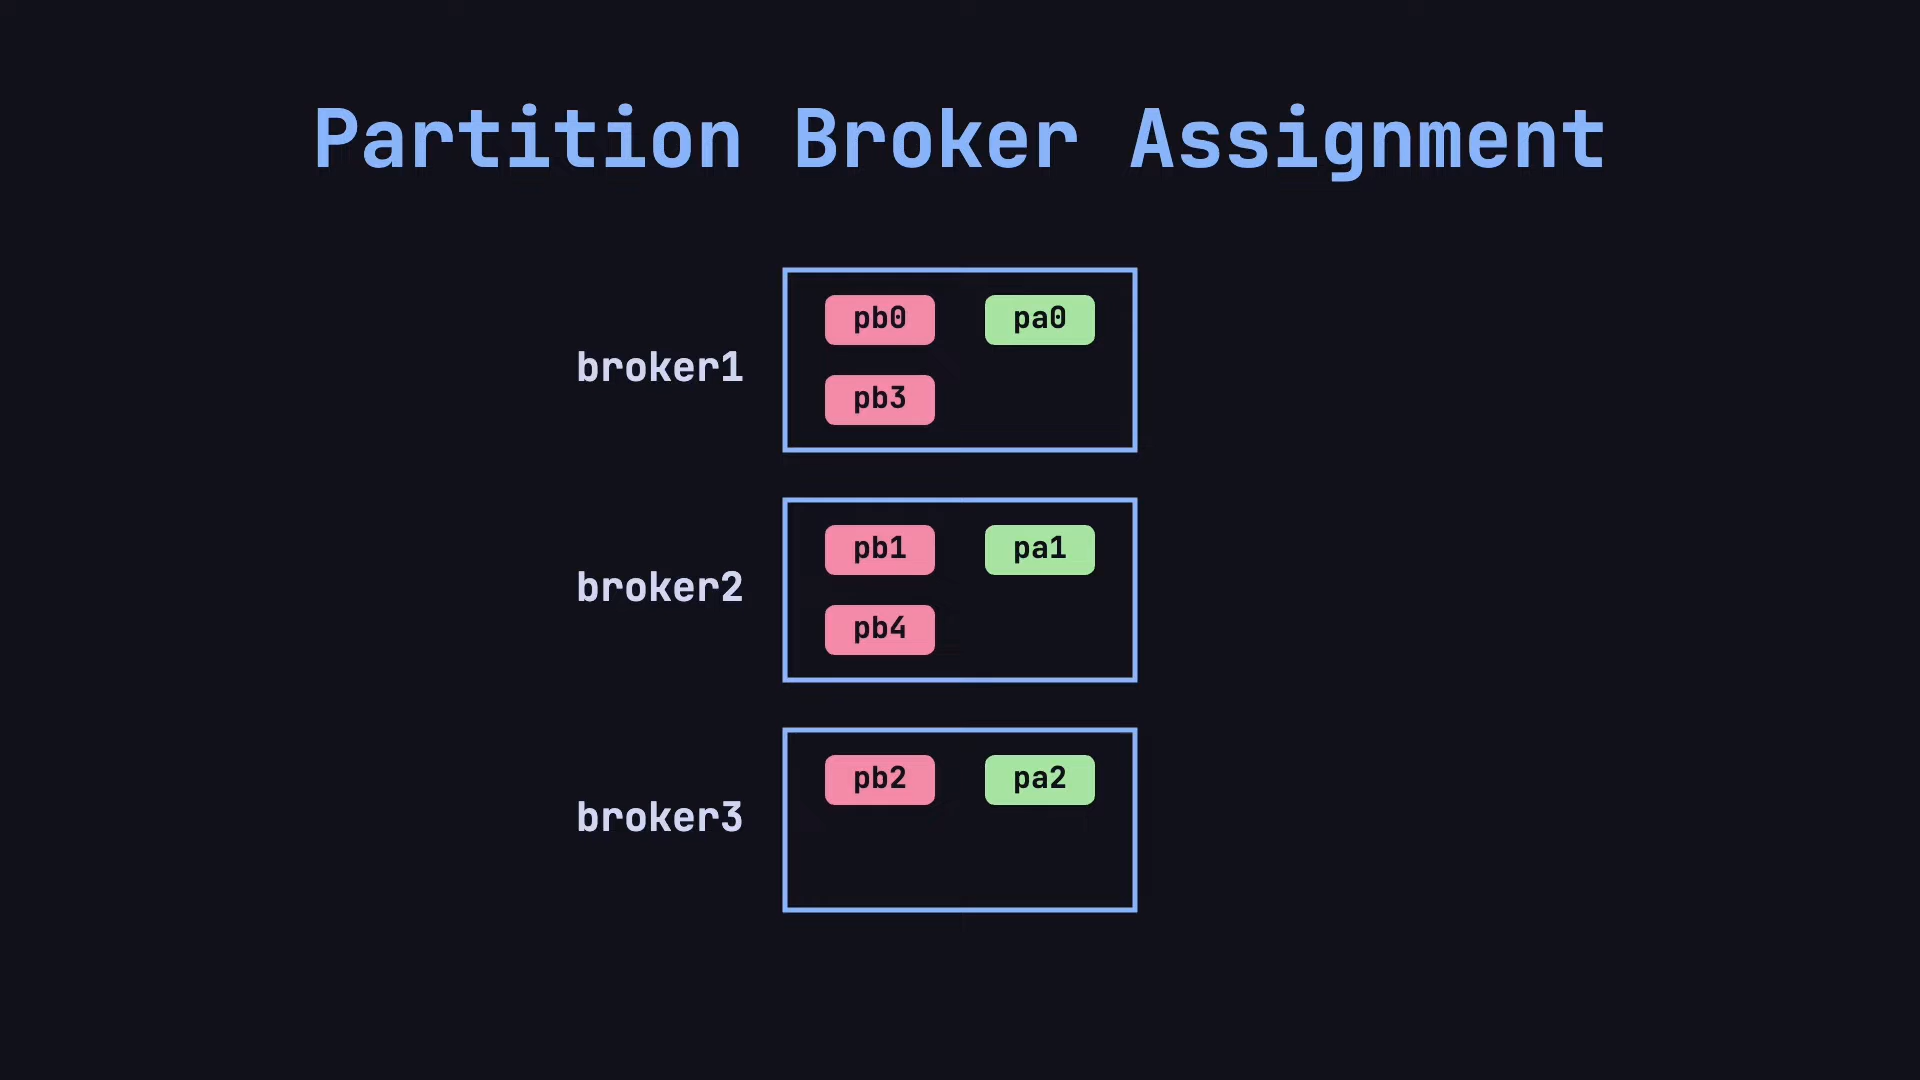 Partition Broker Assignment
broker1
pb0 pa0
pb3
broker2
pb1 pa1
pb4
broker3
pb2 pa2